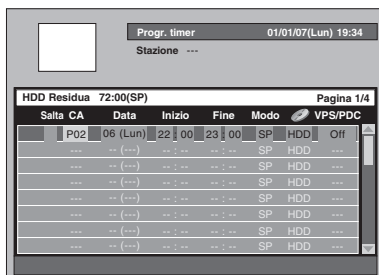 Progr. timer 01/01/07(Lun) 19:34
Stazione ---
HDD Residua 72:00(SP) Pagina 1/4
Salta CA Data Inizio Fine Modo VPS/PDC
P02 06 (Lun) 22 : 00 23 : 00 SP HDD Off
--- -- (---) -- : -- -- : -- SP HDD ---
--- -- (---) -- : -- -- : -- SP HDD ---
--- -- (---) -- : -- -- : -- SP HDD ---
--- -- (---) -- : -- -- : -- SP HDD ---
--- -- (---) -- : -- -- : -- SP HDD ---
--- -- (---) -- : -- -- : -- SP HDD ---
--- -- (---) -- : -- -- : -- SP HDD ---